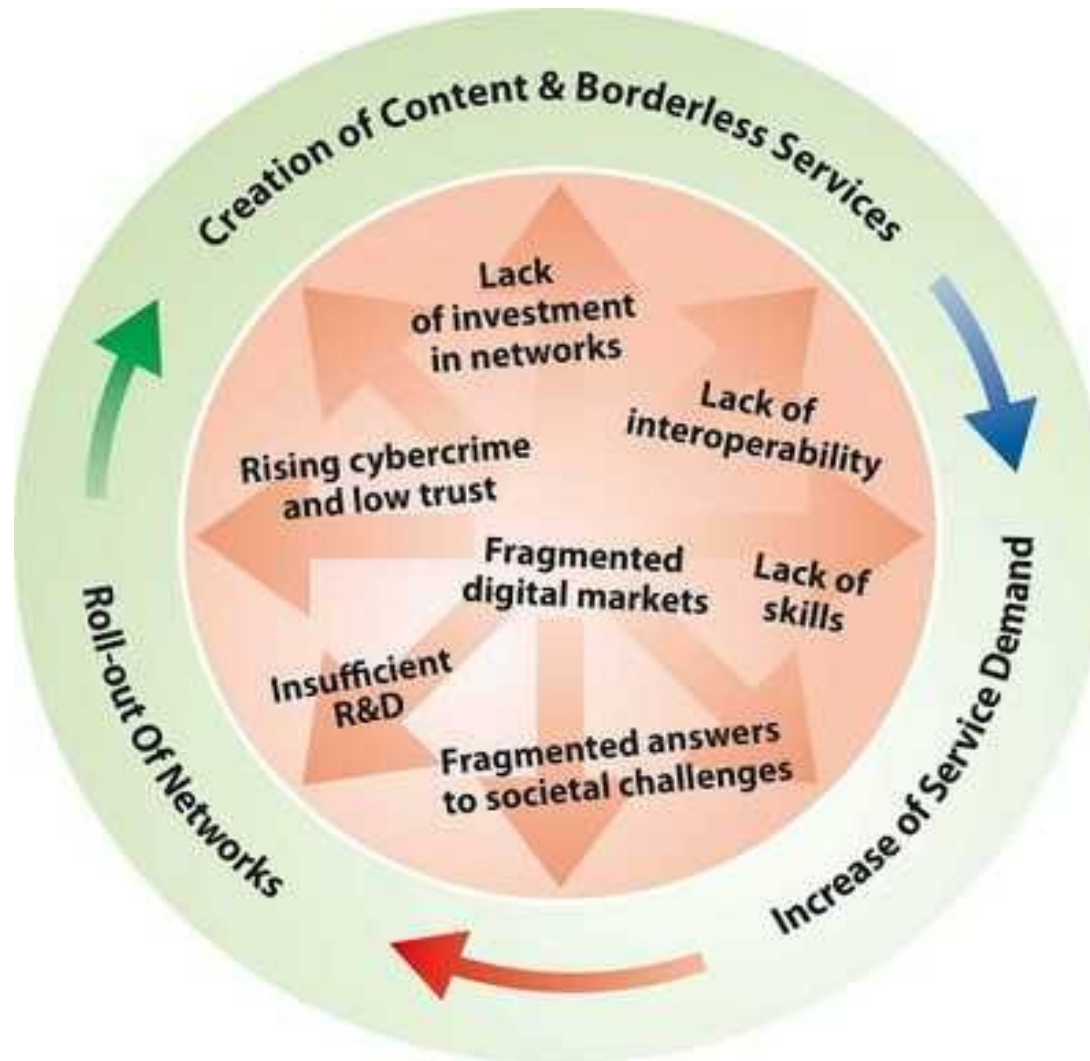 Creation of Content & Borderless Services
Lack
of investment
in networks
Lack of
interoperability
Rising cybercrime
and low trust
Fragmented
digital markets
Lack of
skills
Insufficient
R&D
Fragmented answers
to societal challenges
Increase of Service Demand
Roll-out Of Networks